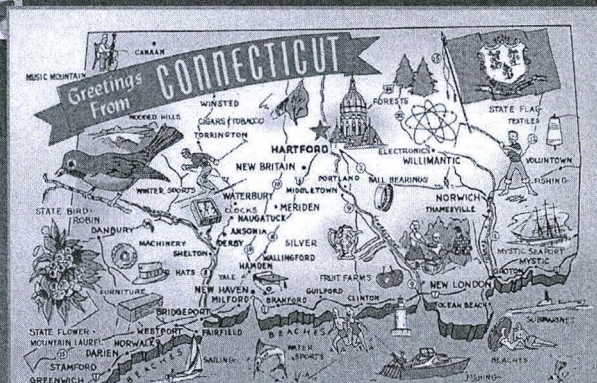 Greetings
From
CONNECTICUT
CANAAN
MUSIC MOUNTAIN
WOODED HILLS
WINSTED
CIGARS & TOBACCO
TORRINGTON
FORESTS
STATE FLAG
TEXTILES
HARTFORD
ELECTRONICS
WILLIMANTIC
VOLUNTOWN
NEW BRITAIN
PORTLAND
BALL BEARINGS
FISHING
WINTER SPORTS
WATERBURY
MIDDLETOWN
NORWICH
CLOCKS
MERIDEN
THAMESVILLE
STATE BIRD-
ROBIN
NAUGATUCK
DANBURY
ANSONIA
MACHINERY
DERBY
SILVER
MYSTIC SEAPORT
SHELTON
WALLINGFORD
MYSTIC
HATS
HAMDEN
GROTON
YALE
FRUIT FARMS
FURNITURE
NEW HAVEN
GUILFORD
NEW LONDON
MILFORD
BRANFORD
CLINTON
OCEAN BEACH
BRIDGEPORT
SUBMARINES
STATE FLOWER-
MOUNTAIN LAUREL
WESTPORT
FAIRFIELD
BEACHES
NORWALK
DARIEN
BEACHES
SAILING
WATER
SPORTS
BEACHES
STAMFORD
GREENWICH
FISHING